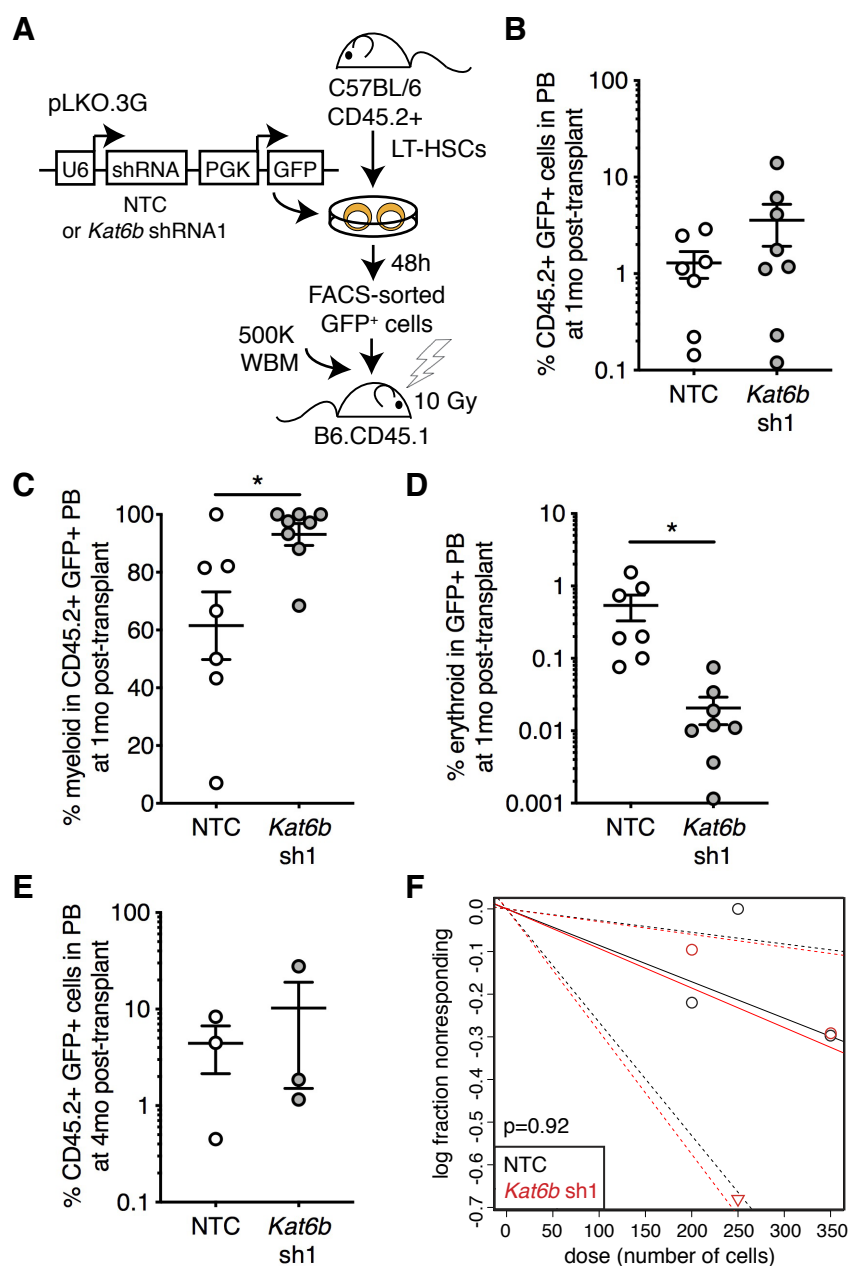 A
C57BL/6
CD45.2+
pLKO.3G
LT-HSCs
U6 shRNA PGK GFP
NTC
or Kat6b shRNA1
48h
FACS-sorted
GFP+ cells
500K
WBM
10 Gy
B6.CD45.1
B
% CD45.2+ GFP+ cells in PB
at 1mo post-transplant
100
10
1
0.1
NTC
Kat6b
sh1
C
% myeloid in CD45.2+ GFP+ PB
at 1mo post-transplant
100
80
60
40
20
0
*
NTC
Kat6b
sh1
D
% erythroid in GFP+ PB
at 1mo post-transplant
10
1
0.1
0.01
0.001
*
NTC
Kat6b
sh1
E
% CD45.2+ GFP+ cells in PB
at 4mo post-transplant
100
10
1
0.1
NTC
Kat6b
sh1
F
log fraction nonresponding
0.0
-0.1
-0.2
-0.3
-0.4
-0.5
-0.6
-0.7
p=0.92
NTC
Kat6b sh1
0 50 100 150 200 250 300 350
dose (number of cells)